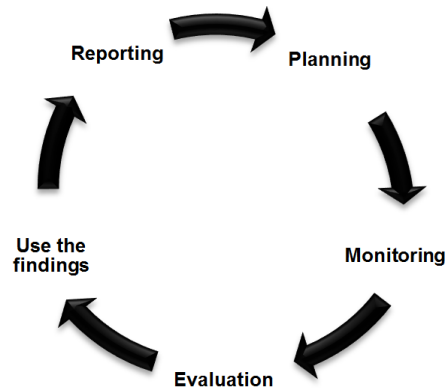 Reporting
Planning
Monitoring
Evaluation
Use the
findings